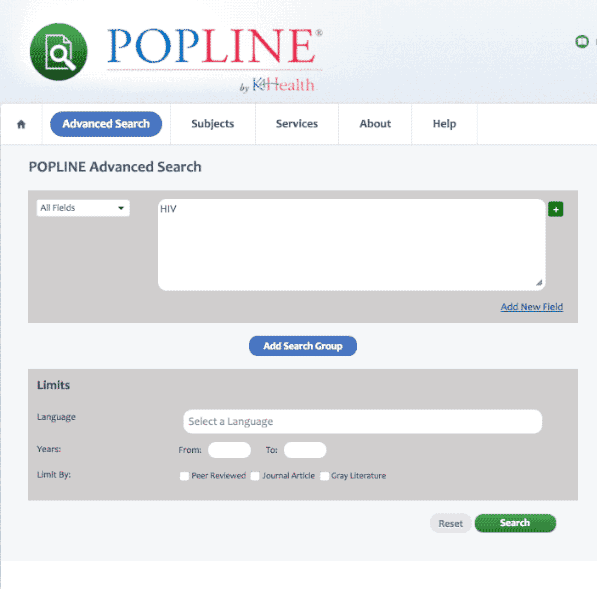 POPLINE®
by K4Health
Advanced Search Subjects Services About Help
POPLINE Advanced Search
All Fields HIV +
Add New Field
Add Search Group
Limits
Language Select a Language
Years: From: To:
Limit By: Peer Reviewed Journal Article Gray Literature
Reset Search